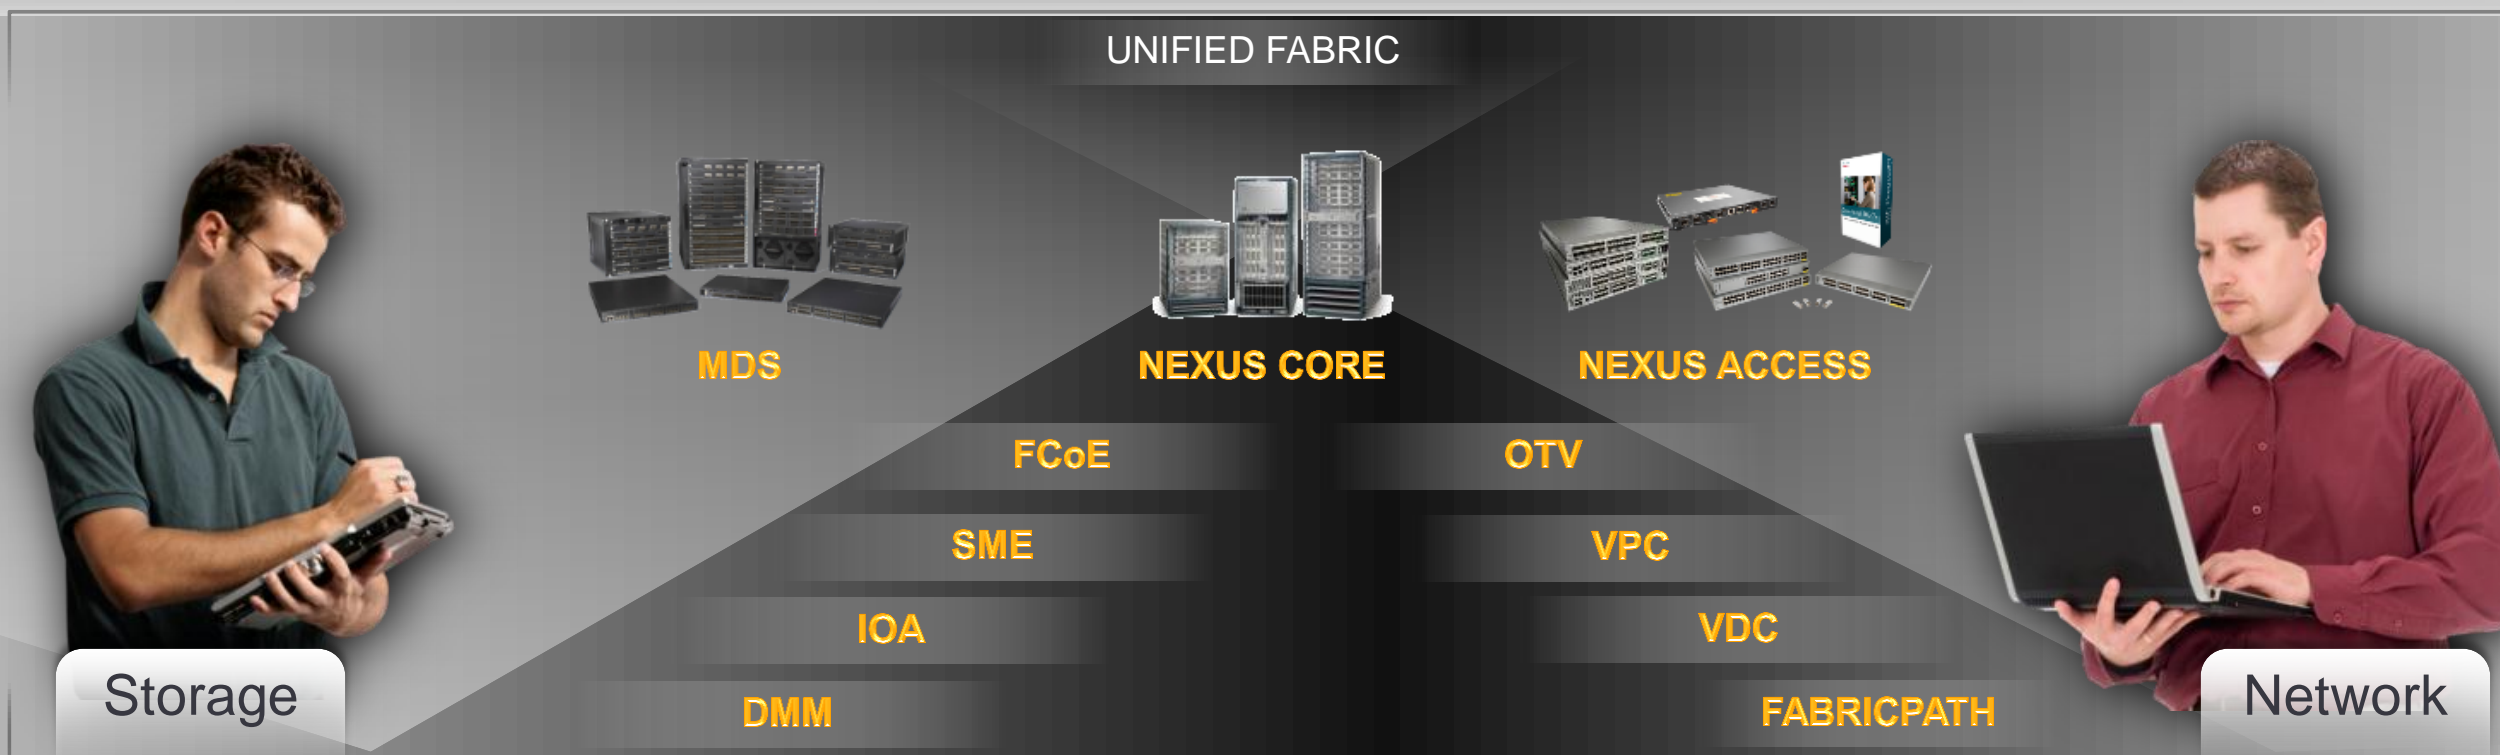 UNIFIED FABRIC
MDS
NEXUS CORE
NEXUS ACCESS
FCoE
OTV
SME
VPC
IOA
VDC
DMM
FABRICPATH
Storage
Network